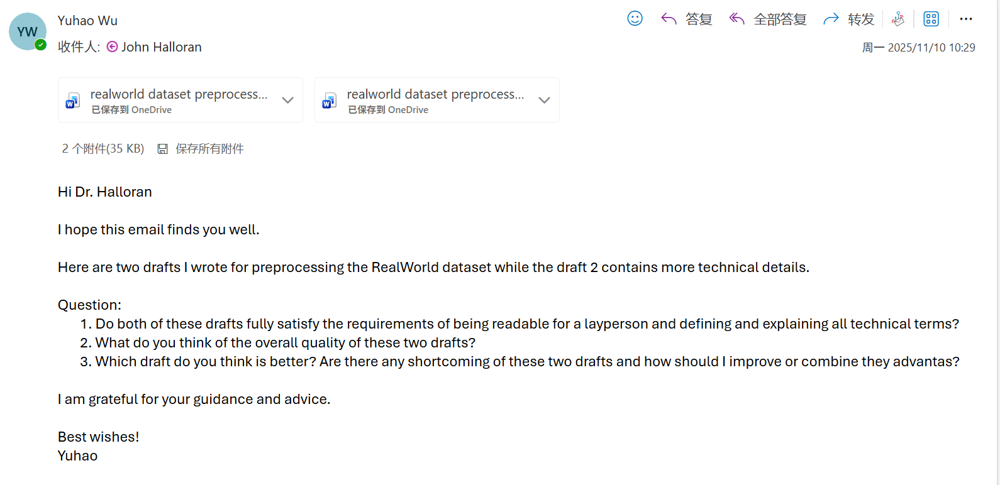 YW
Yuhao Wu
收件人: John Halloran
答复 全部答复 转发
周一 2025/11/10 10:29
realworld dataset preprocess...
已保存到 OneDrive
realworld dataset preprocess...
已保存到 OneDrive
2 个附件(35 KB) 保存所有附件
Hi Dr. Halloran
I hope this email finds you well.
Here are two drafts I wrote for preprocessing the RealWorld dataset while the draft 2 contains more technical details.
Question:
1. Do both of these drafts fully satisfy the requirements of being readable for a layperson and defining and explaining all technical terms?
2. What do you think of the overall quality of these two drafts?
3. Which draft do you think is better? Are there any shortcoming of these two drafts and how should I improve or combine they advantas?
I am grateful for your guidance and advice.
Best wishes!
Yuhao